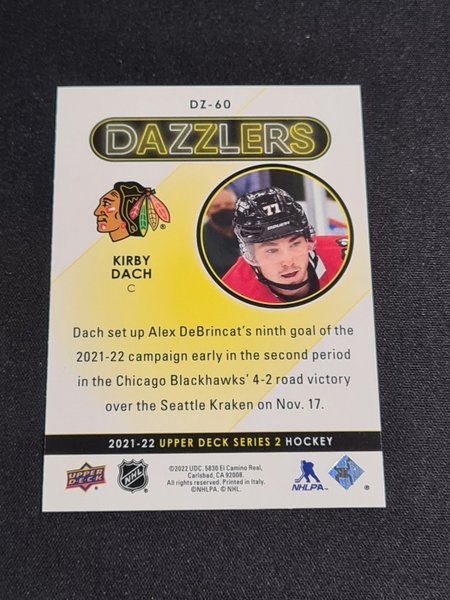 DZ-60
DAZZLERS
77
BAUER
KIRBY
DACH
C
Dach set up Alex DeBrincat's ninth goal of the
2021-22 campaign early in the second period
in the Chicago Blackhawks' 4-2 road victory
over the Seattle Kraken on Nov. 17.
2021-22 UPPER DECK SERIES 2 HOCKEY
©2022 UDC. 5830 El Camino Real,
Carlsbad, CA 92008.
All rights reserved. Printed in Italy.
©NHLPA. © NHL.
UPPER DECK
NHL
NHLPA
®